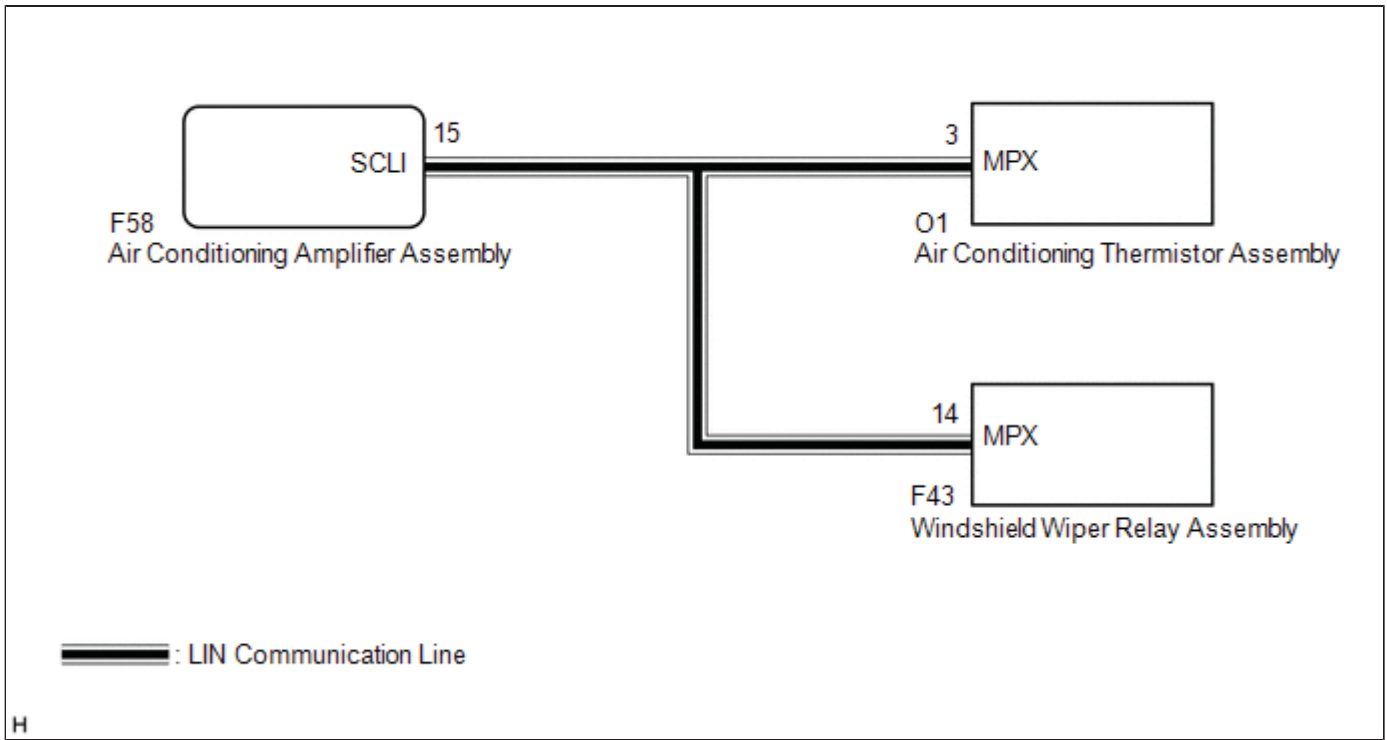 15
3
SCLI
MPX
F58
Air Conditioning Amplifier Assembly
O1
Air Conditioning Thermistor Assembly
14
MPX
F43
Windshield Wiper Relay Assembly
: LIN Communication Line
H